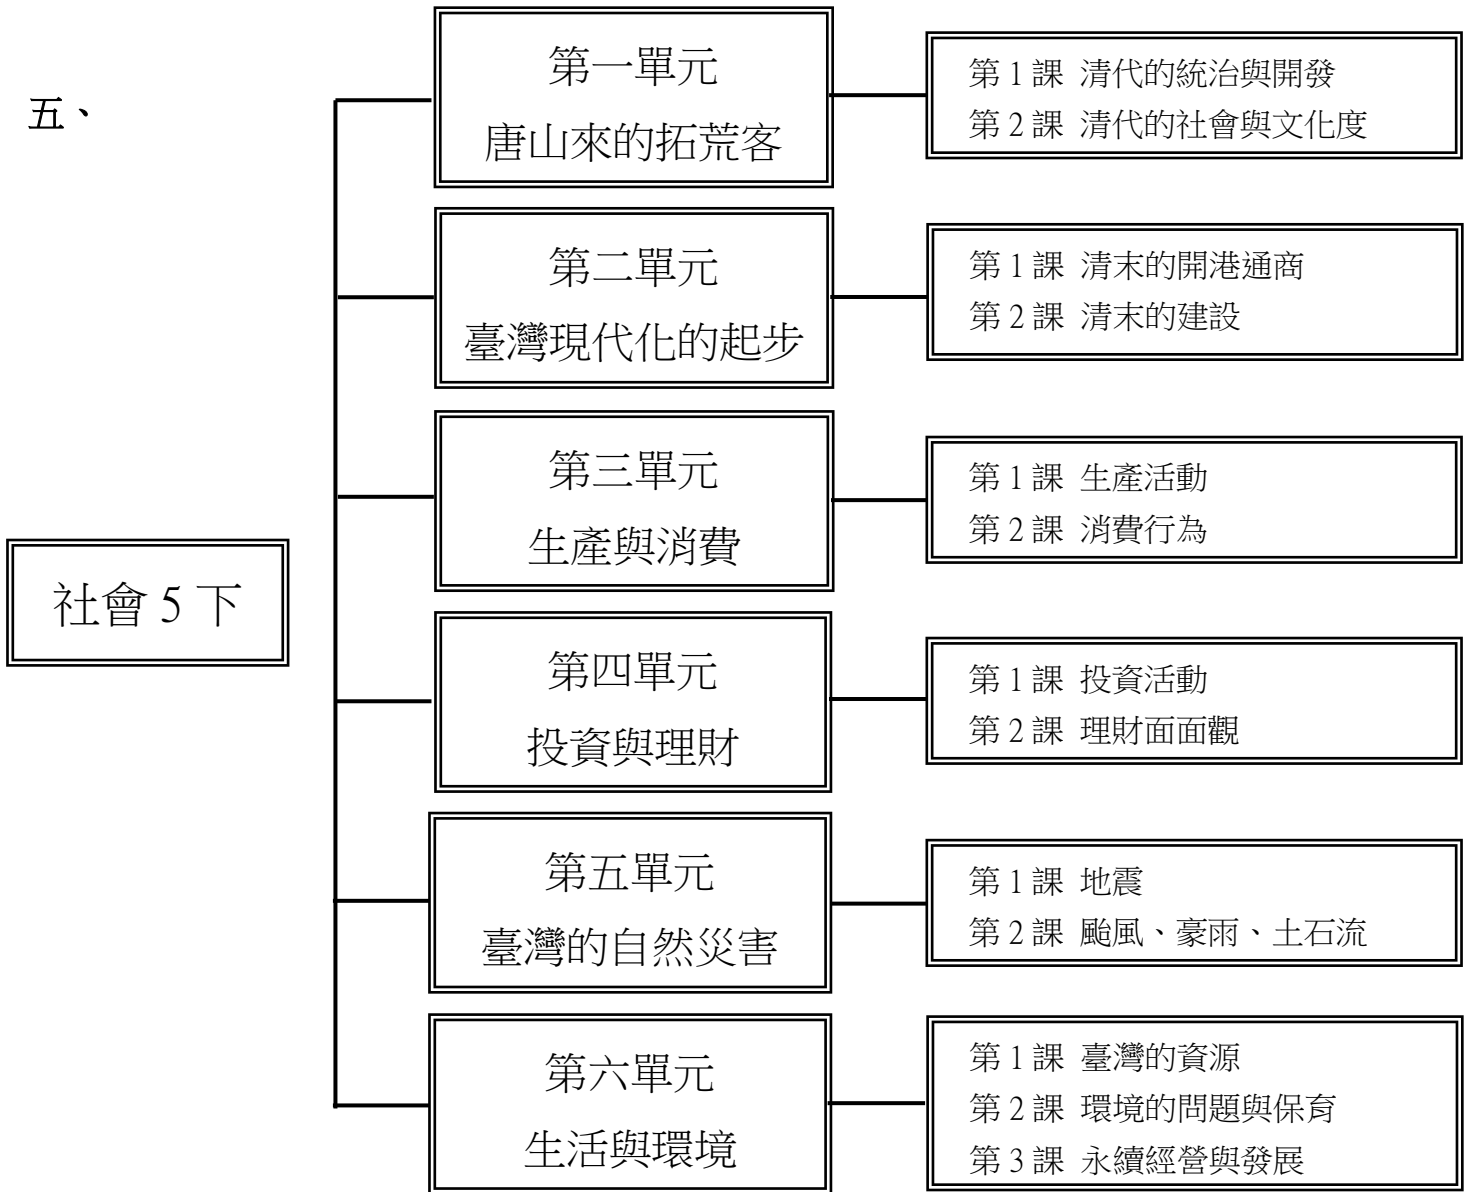 五、
社會 5 下
第一單元
唐山來的拓荒客
第 1 課 清代的統治與開發
第 2 課 清代的社會與文化度
第二單元
臺灣現代化的起步
第 1 課 清末的開港通商
第 2 課 清末的建設
第三單元
生產與消費
第 1 課 生產活動
第 2 課 消費行為
第四單元
投資與理財
第 1 課 投資活動
第 2 課 理財面面觀
第五單元
臺灣的自然災害
第 1 課 地震
第 2 課 颱風、豪雨、土石流
第六單元
生活與環境
第 1 課 臺灣的資源
第 2 課 環境的問題與保育
第 3 課 永續經營與發展